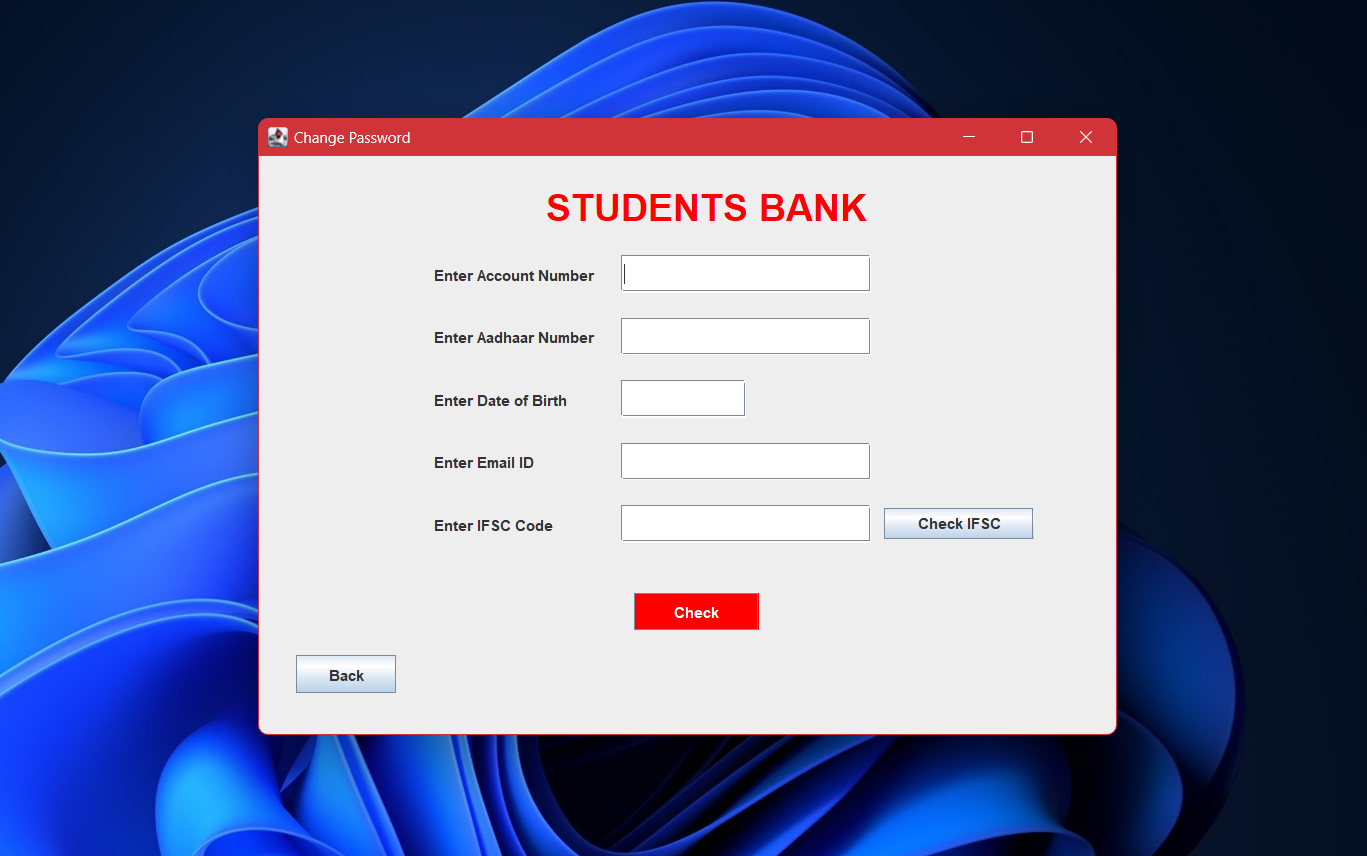 Change Password
STUDENTS BANK
Enter Account Number
Enter Aadhaar Number
Enter Date of Birth
Enter Email ID
Enter IFSC Code
Check IFSC
Check
Back